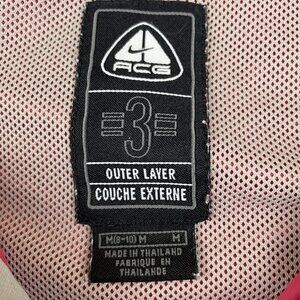 ACG
3
OUTER LAYER
COUCHE EXTERNE
M(8-10) M M
MADE IN THAILAND
FABRIQUE EN
THAILANDE